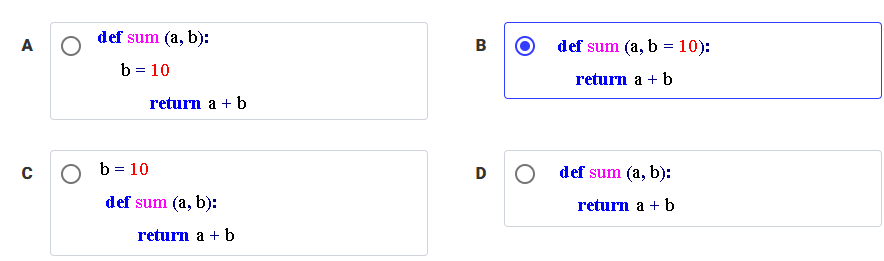 A
def sum (a, b):
b = 10
return a + b
B
def sum (a, b = 10):
return a + b
C
b = 10
def sum (a, b):
return a + b
D
def sum (a, b):
return a + b